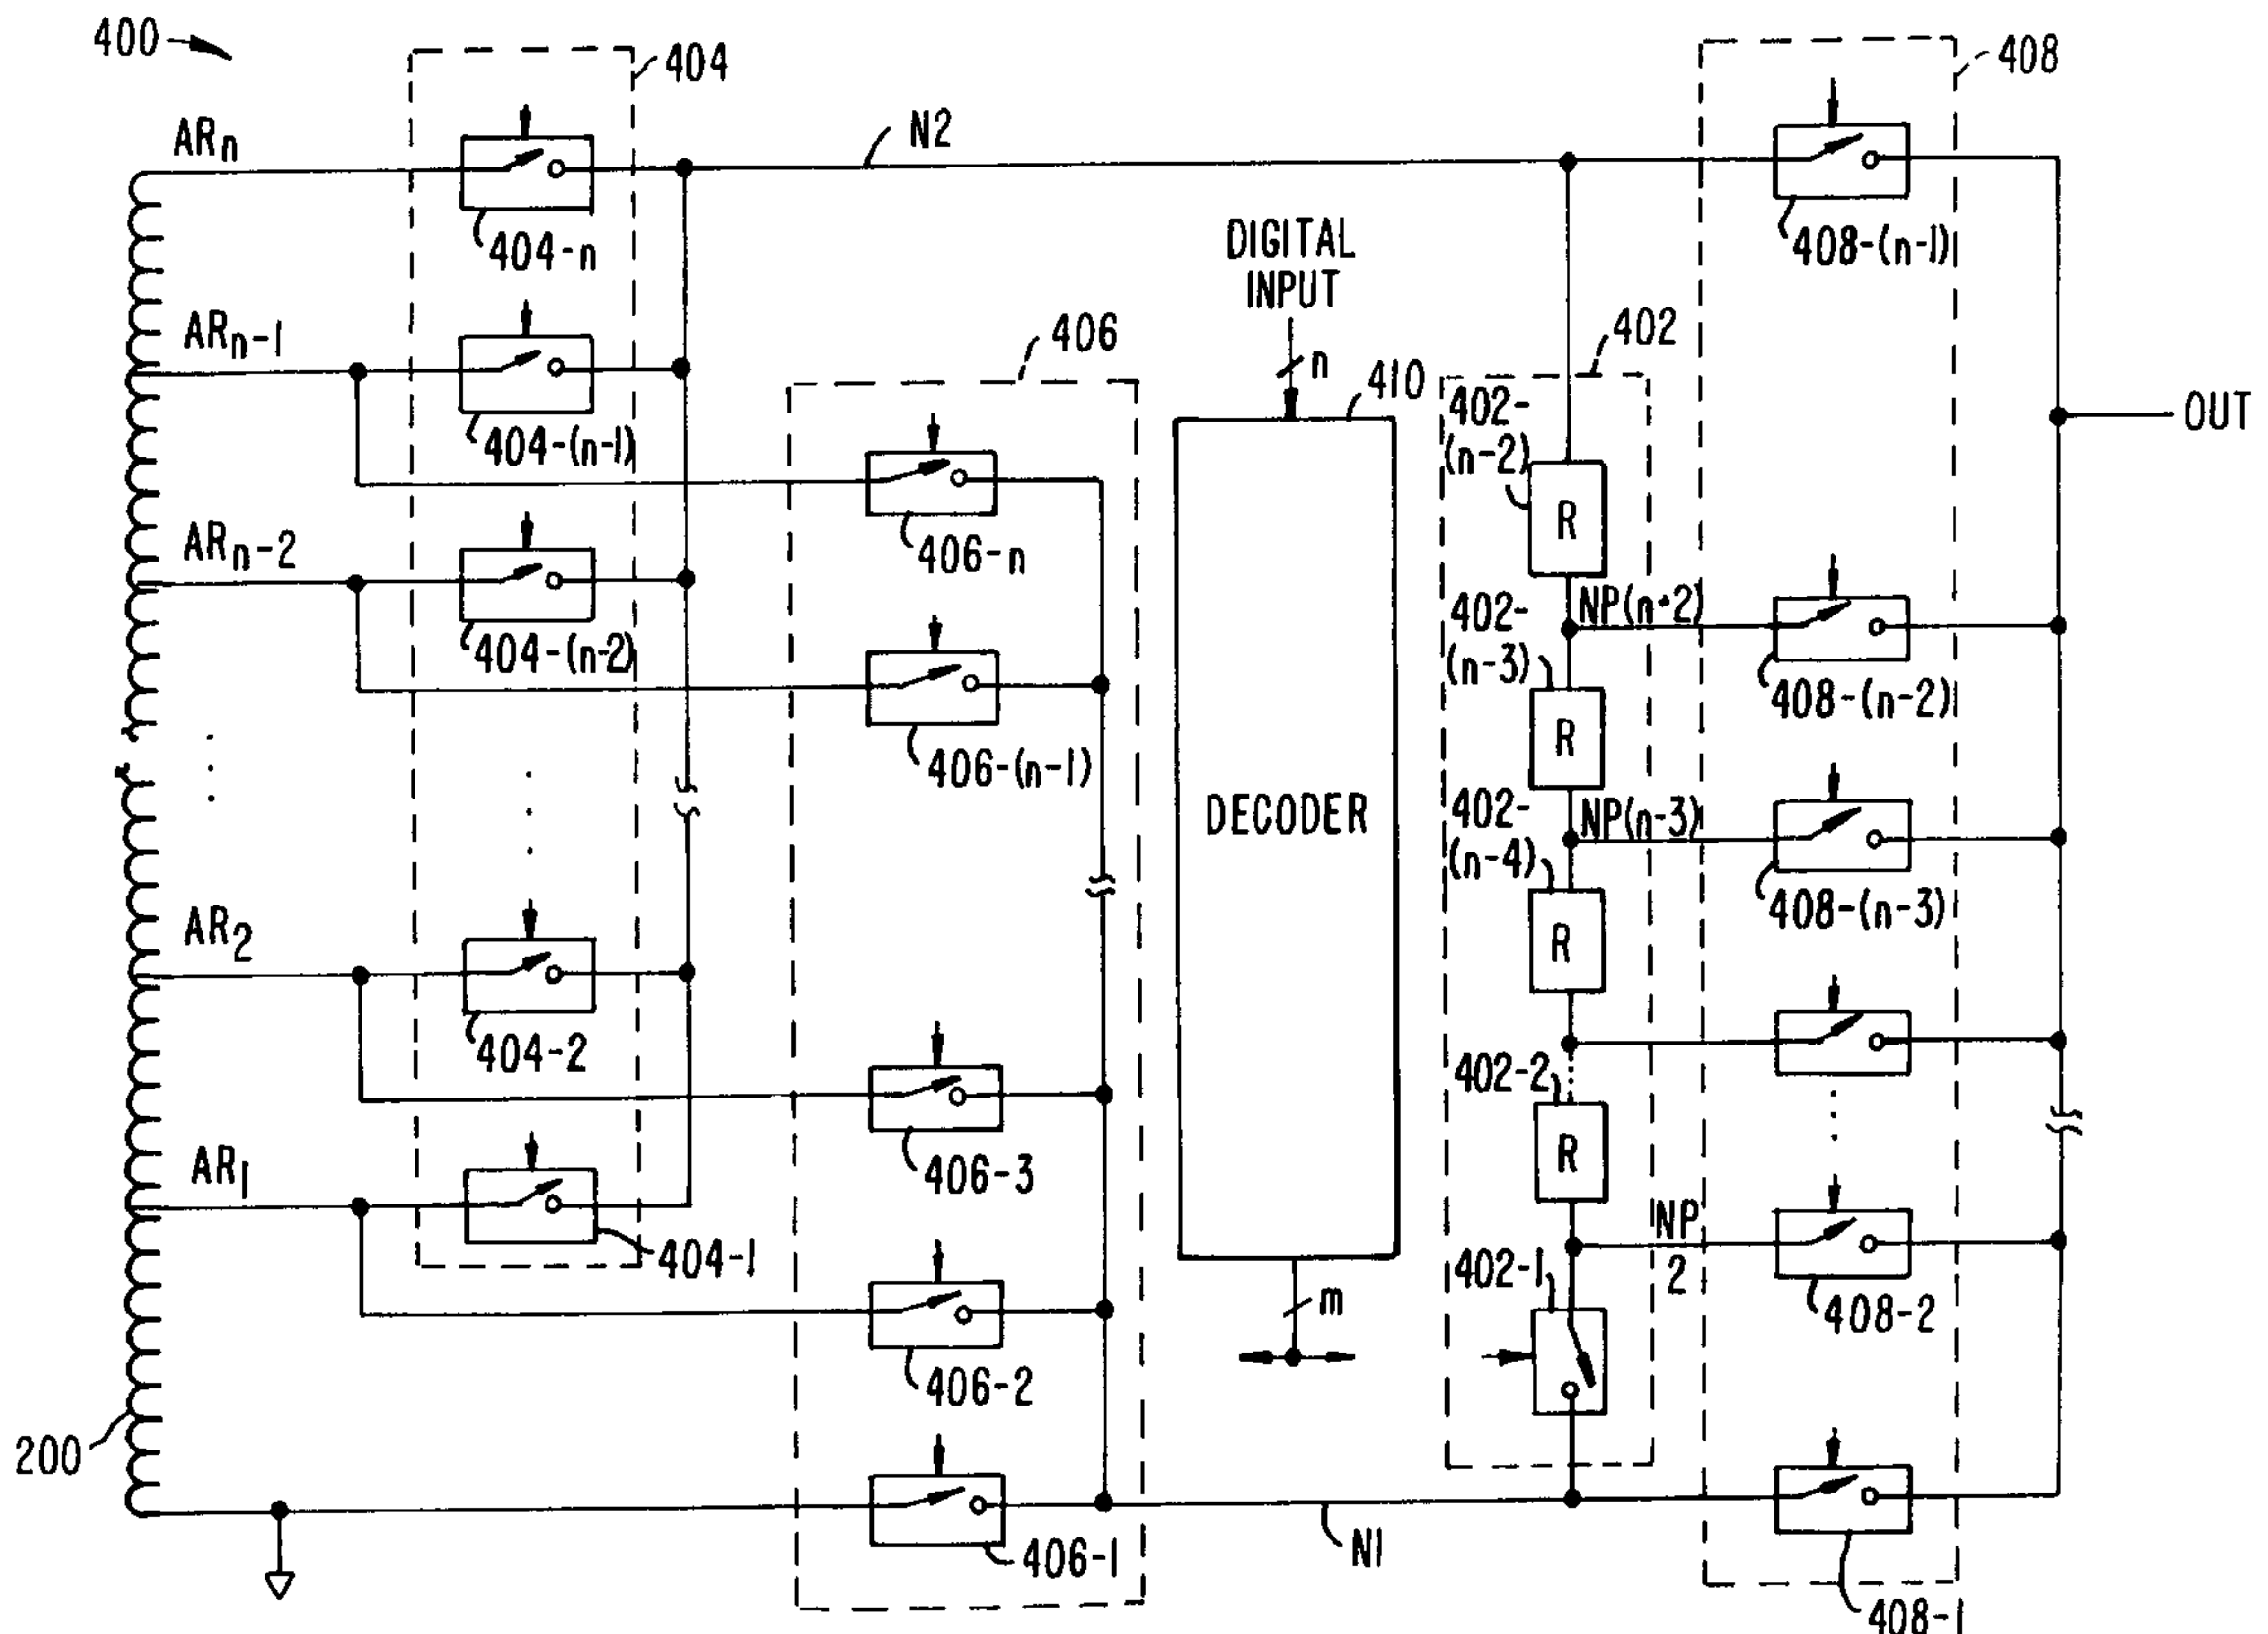 400
404
408
ARn
N2
404-n
408-(n-1)
DIGITAL
INPUT
n
ARn-1
406
402
410
404-(n-1)
402-
(n-2)
OUT
R
ARn-2
406-n
NP(n-2)
402-
(n-3)
404-(n-2)
408-(n-2)
R
406-(n-1)
DECODER
402-
(n-4)
NP(n-3)
408-(n-3)
AR2
R
404-2
402-2
R
406-3
AR1
404-1
NP
2
402-1
408-2
m
406-2
200
406-1
N1
408-1